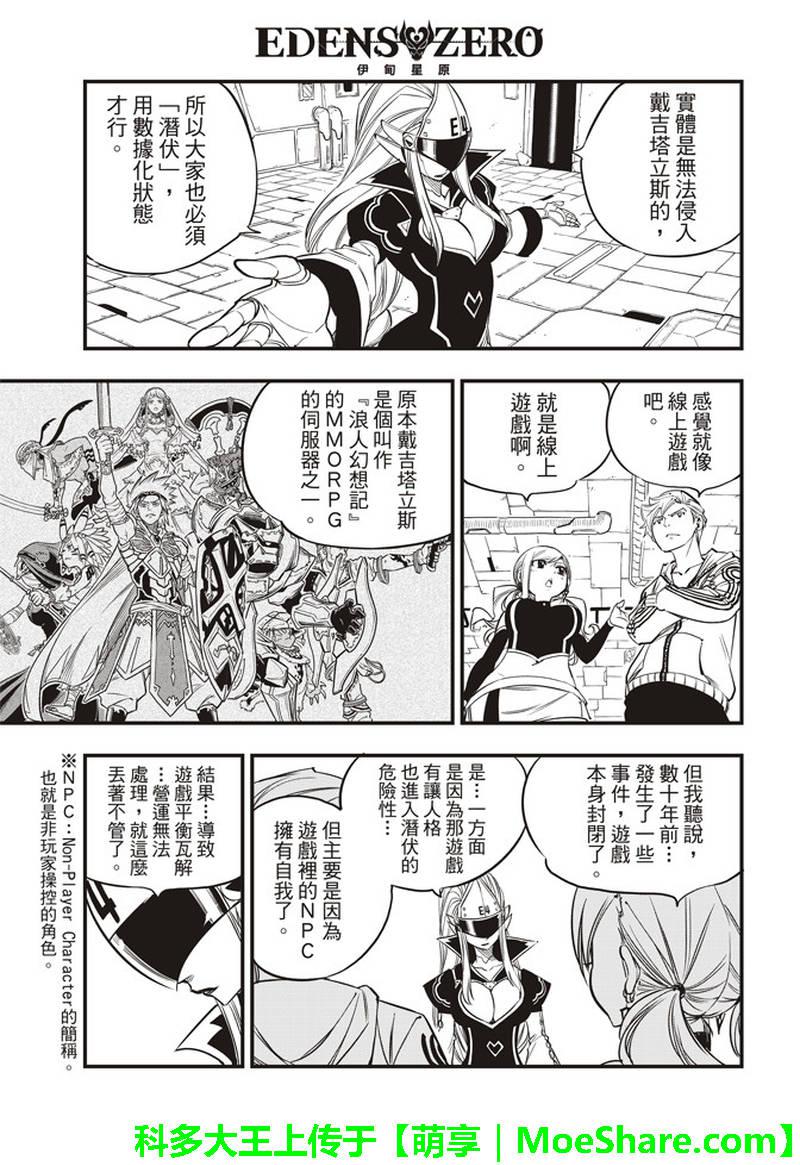 EDENS ZERO
伊甸星原
實體是無法侵入
戴吉塔立斯的，
所以大家也必須
「潛伏」，
用數據化狀態
才行。
E4
感覺就像
線上遊戲
吧。
就是線上
遊戲啊。
原本戴吉塔立斯
是個叫作
『浪人幻想記』
的MMORPG
的伺服器之一。
但我聽說，
數十年前…
發生了一些
事件，遊戲
本身封閉了。
是…一方面
是因為那遊戲
有讓人格
也進入潛伏的
危險性…
但主要是因為
遊戲裡的NPC
擁有自我了。
E4
結果…導致
遊戲平衡瓦解
…營運無法
處理，就這麼
丟著不管了。
※NPC：Non-Player Character的簡稱。
也就是非玩家操控的角色。
科多大王上传于【萌享 | MoeShare.com】